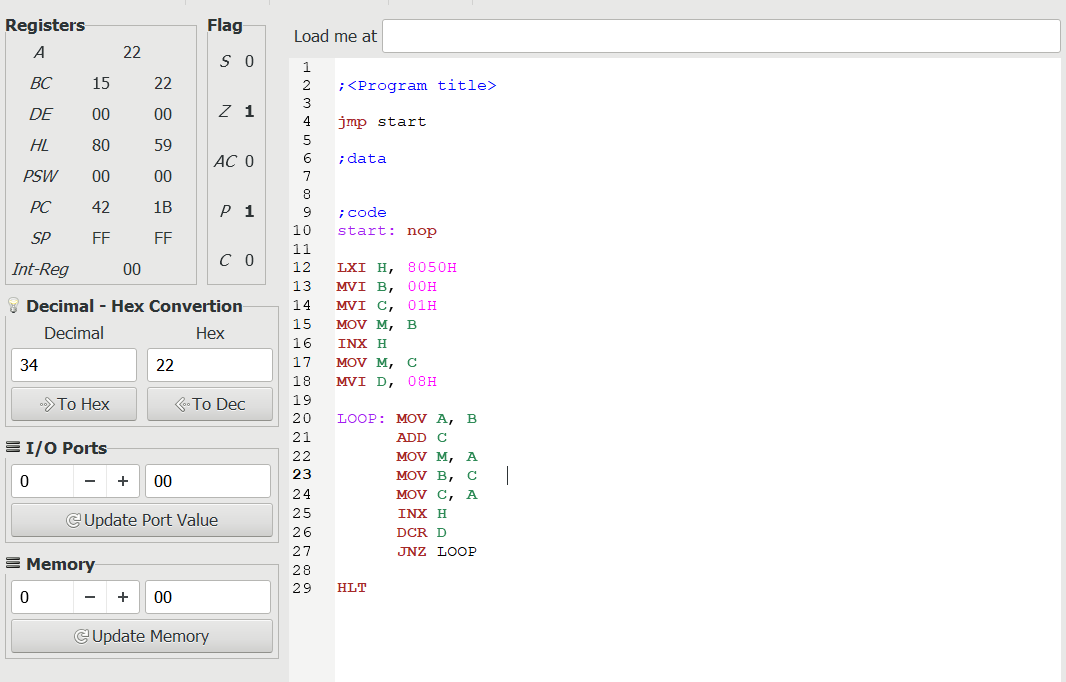 Registers
A 22
BC 15 22
DE 00 00
HL 80 59
PSW 00 00
PC 42 1B
SP FF FF
Int-Reg 00
Flag
S 0
Z 1
AC 0
P 1
C 0
Decimal - Hex Convertion
Decimal Hex
34 22
To Hex To Dec
I/O Ports
0 − + 00
Update Port Value
Memory
0 − + 00
Update Memory
Load me at
1
2 ;<Program title>
3
4 jmp start
5
6 ;data
7
8
9 ;code
10 start: nop
11
12 LXI H, 8050H
13 MVI B, 00H
14 MVI C, 01H
15 MOV M, B
16 INX H
17 MOV M, C
18 MVI D, 08H
19
20 LOOP: MOV A, B
21 ADD C
22 MOV M, A
23 MOV B, C
24 MOV C, A
25 INX H
26 DCR D
27 JNZ LOOP
28
29 HLT